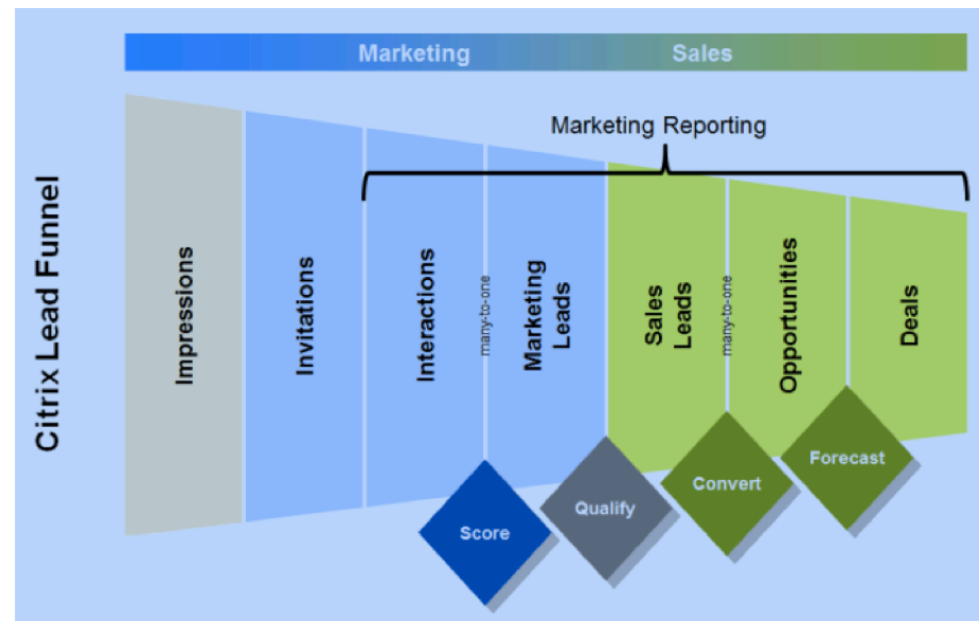 Marketing
Sales
Marketing Reporting
Citrix Lead Funnel
Impressions
Invitations
Interactions
many-to-one
Marketing
Leads
Sales
Leads
many-to-one
Opportunities
Deals
Score
Qualify
Convert
Forecast